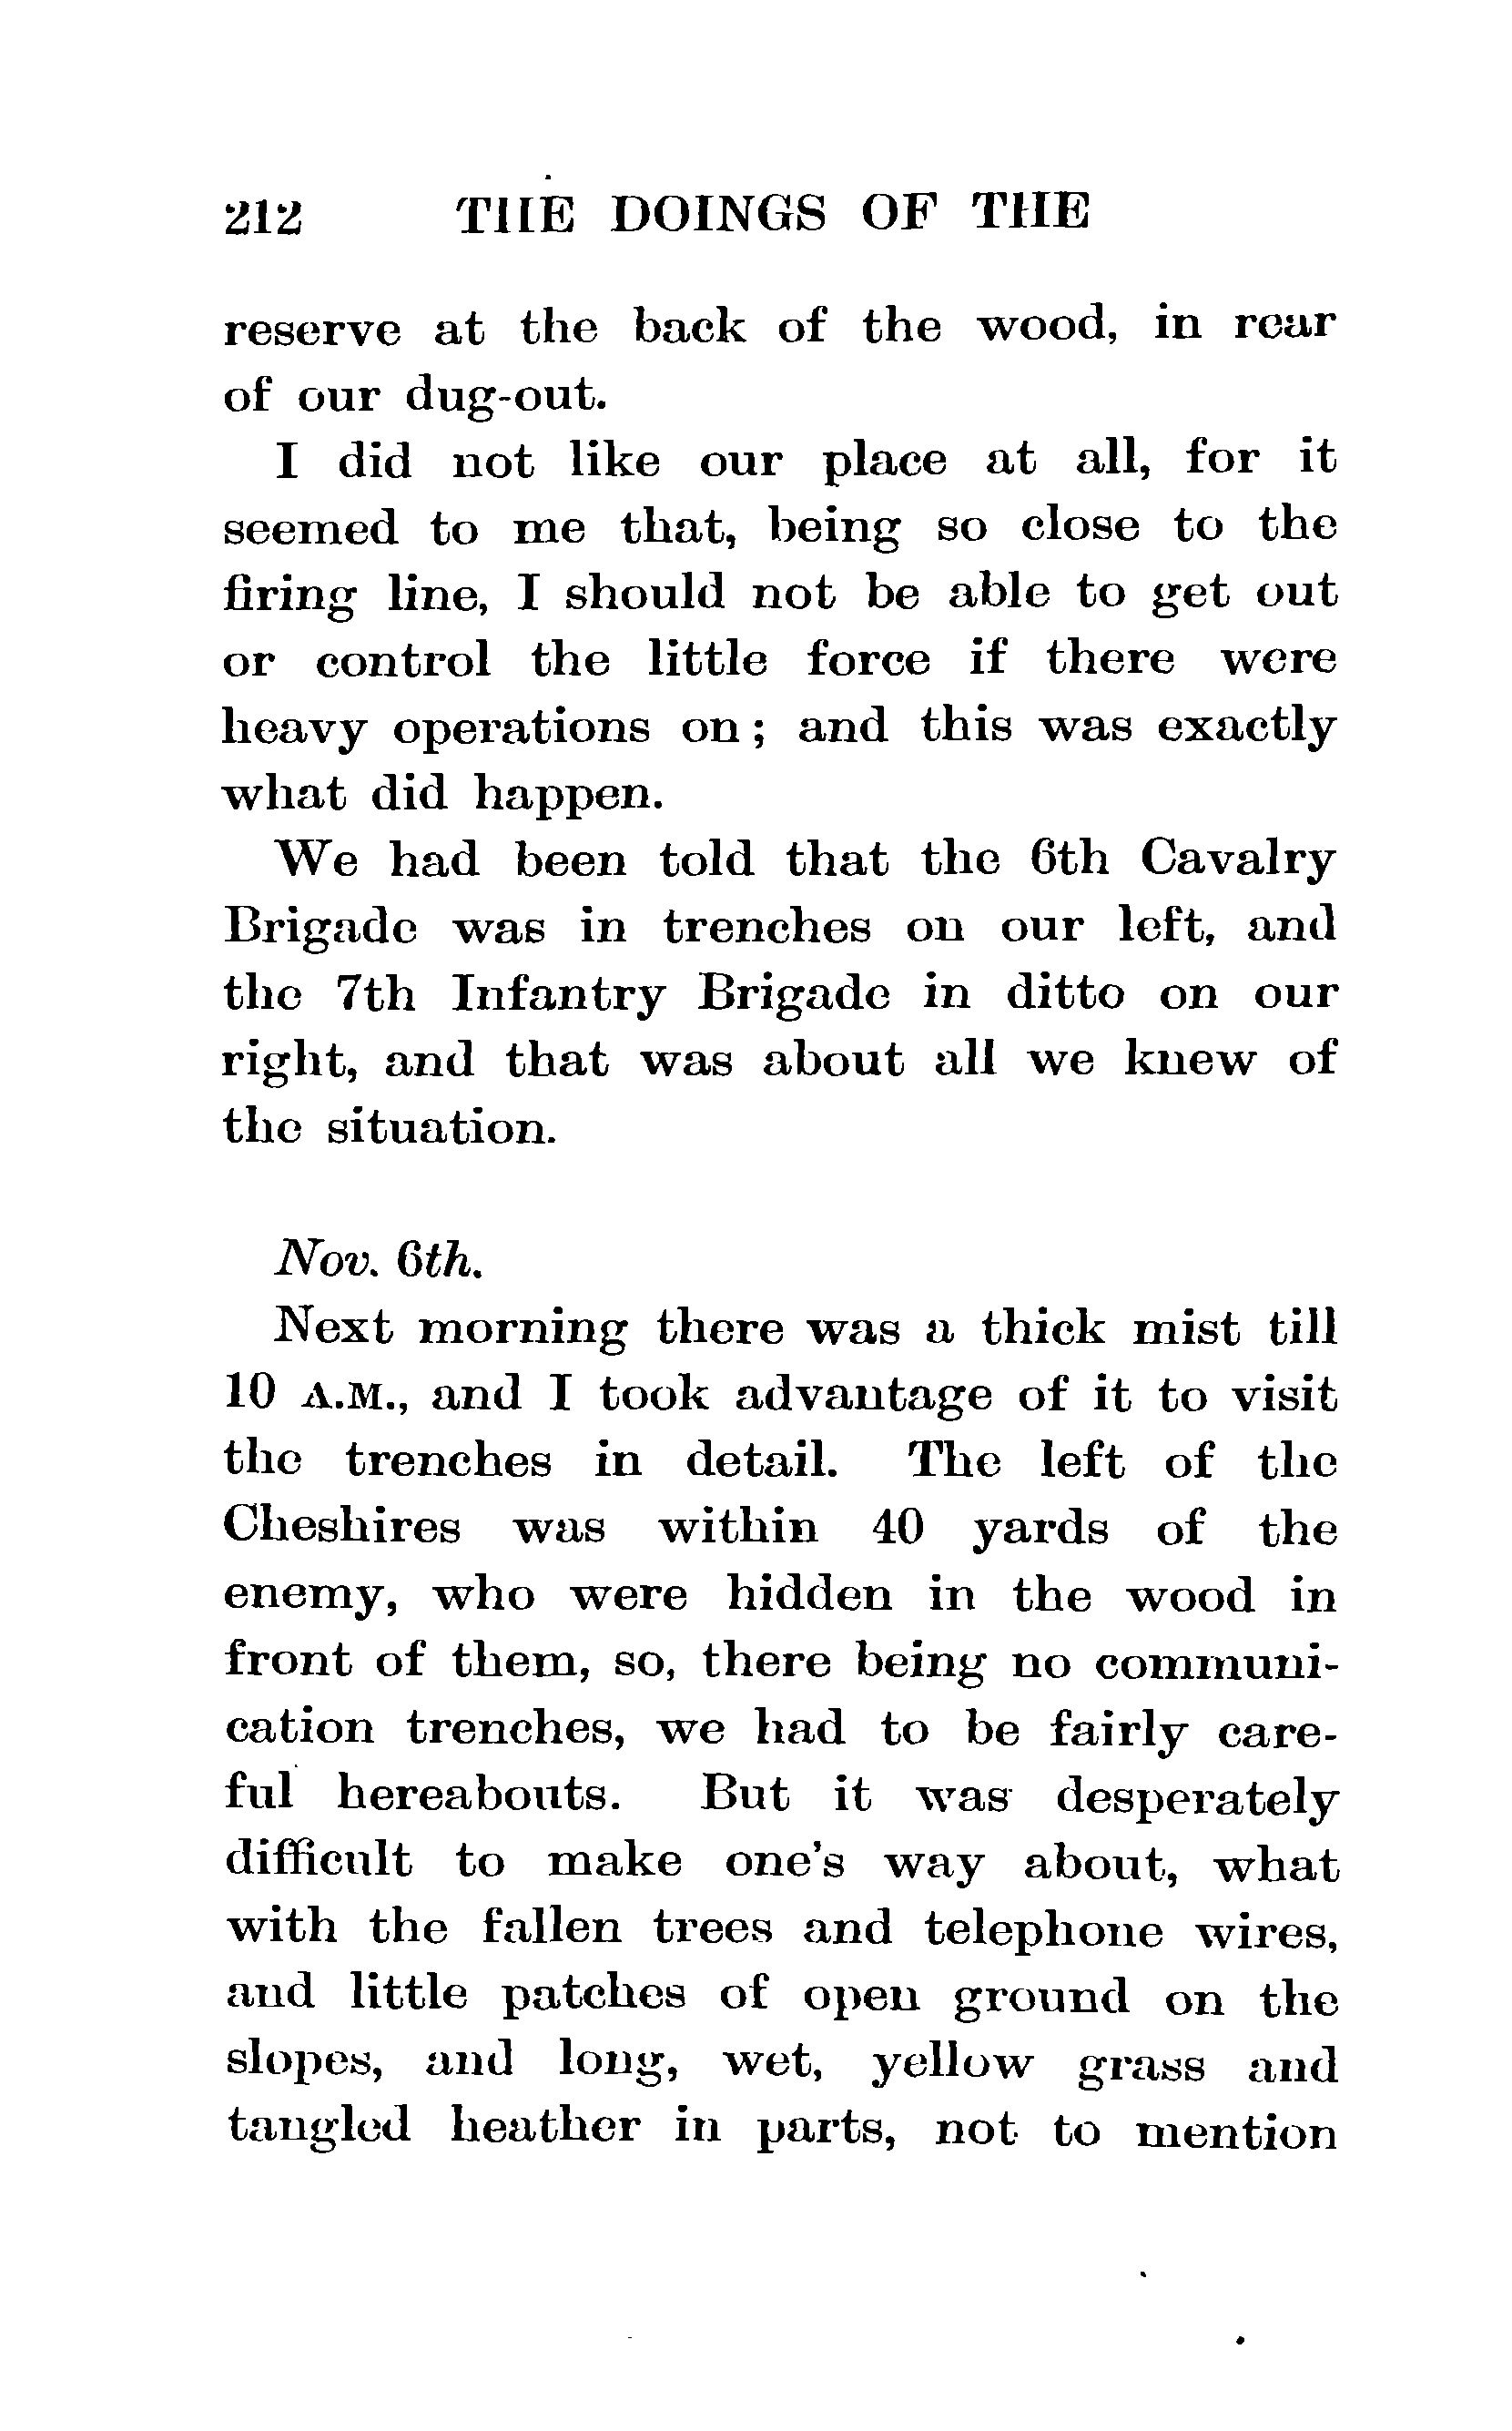 212 THE DOINGS OF THE
reserve at the back of the wood, in rear
of our dug-out.
I did not like our place at all, for it
seemed to me that, being so close to the
firing line, I should not be able to get out
or control the little force if there were
heavy operations on; and this was exactly
what did happen.
We had been told that the 6th Cavalry
Brigade was in trenches on our left, and
the 7th Infantry Brigade in ditto on our
right, and that was about all we knew of
the situation.
Nov. 6th.
Next morning there was a thick mist till
10 A.M., and I took advantage of it to visit
the trenches in detail. The left of the
Cheshires was within 40 yards of the
enemy, who were hidden in the wood in
front of them, so, there being no communi-
cation trenches, we had to be fairly care-
ful hereabouts. But it was desperately
difficult to make one's way about, what
with the fallen trees and telephone wires,
and little patches of open ground on the
slopes, and long, wet, yellow grass and
tangled heather in parts, not to mention